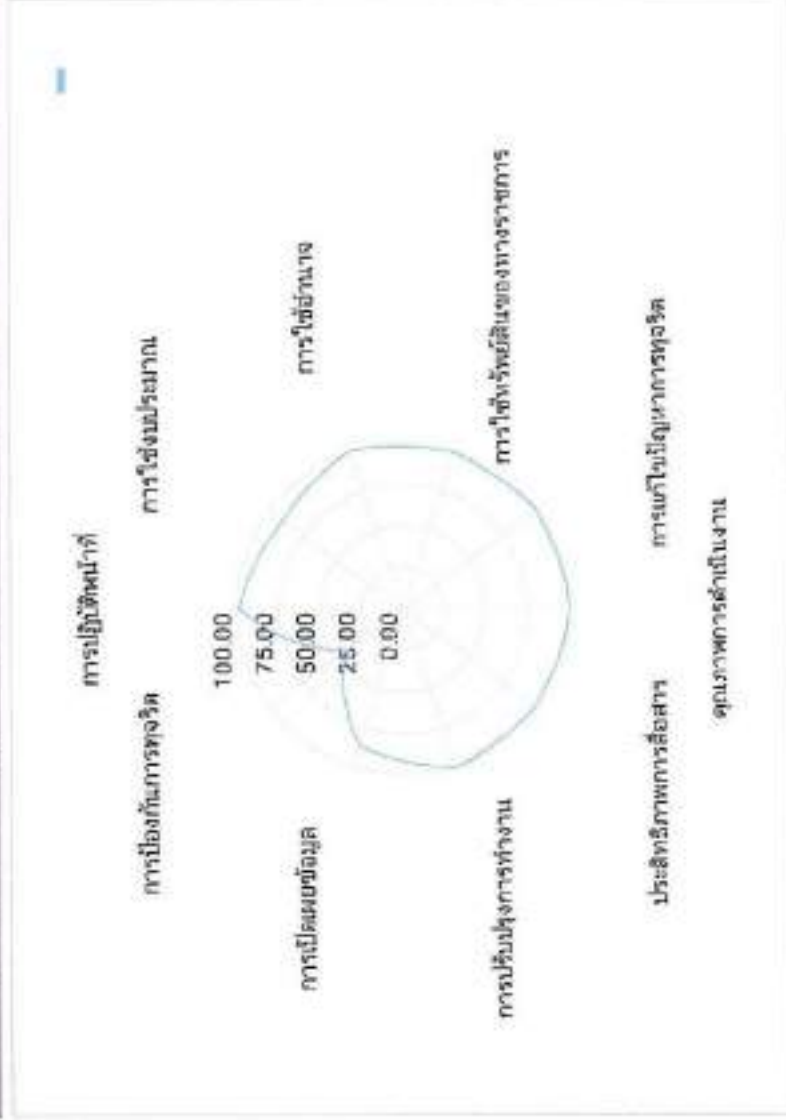 การปฏิบัติหน้าที่
การป้องกันการทุจริต
การใช้งบประมาณ
100.00
75.00
50.00
25.00
0.00
การเปิดเผยข้อมูล
การใช้อำนาจ
การปรับปรุงการทำงาน
การใช้ทรัพย์สินของทางราชการ
ประสิทธิภาพการสื่อสาร
การแก้ไขปัญหาการทุจริต
คุณภาพการดำเนินงาน